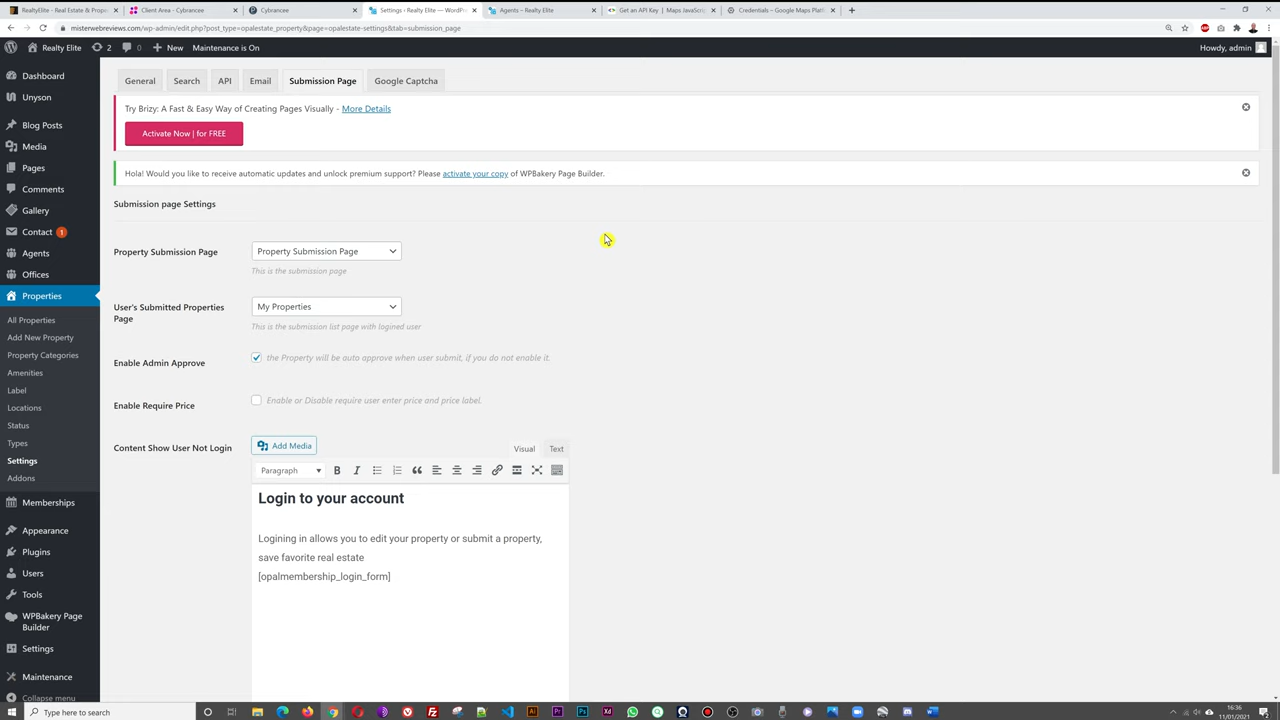 RealtyElite - Real Estate & Prope
Client Area - Cybrancee
Cybrancee
Settings ‹ Realty Elite — WordPr
Agents – Realty Elite
Get an API Key | Maps JavaScri
Credentials – Google Maps Platf
misterwebreviews.com/wp-admin/edit.php?post_type=opalestate_property&page=opalestate-settings&tab=submission_page
Realty Elite
2
0
New
Maintenance is On
Howdy, admin
Dashboard
Unyson
Blog Posts
Media
Pages
Comments
Gallery
Contact 1
Agents
Offices
Properties
All Properties
Add New Property
Property Categories
Amenities
Label
Locations
Status
Types
Settings
Addons
Memberships
Appearance
Plugins
Users
Tools
WPBakery Page
Builder
Settings
Maintenance
Collapse menu
General
Search
API
Email
Submission Page
Google Captcha
Try Brizy: A Fast & Easy Way of Creating Pages Visually - More Details
Activate Now | for FREE
Hola! Would you like to receive automatic updates and unlock premium support? Please activate your copy of WPBakery Page Builder.
Submission page Settings
Property Submission Page
Property Submission Page
This is the submission page
User's Submitted Properties
Page
My Properties
This is the submission list page with logined user
Enable Admin Approve
the Property will be auto approve when user submit, if you do not enable it.
Enable Require Price
Enable or Disable require user enter price and price label.
Content Show User Not Login
Add Media
Visual
Text
Paragraph
Login to your account
Logining in allows you to edit your property or submit a property,
save favorite real estate
[opalmembership_login_form]
Type here to search
16:36
11/01/2021